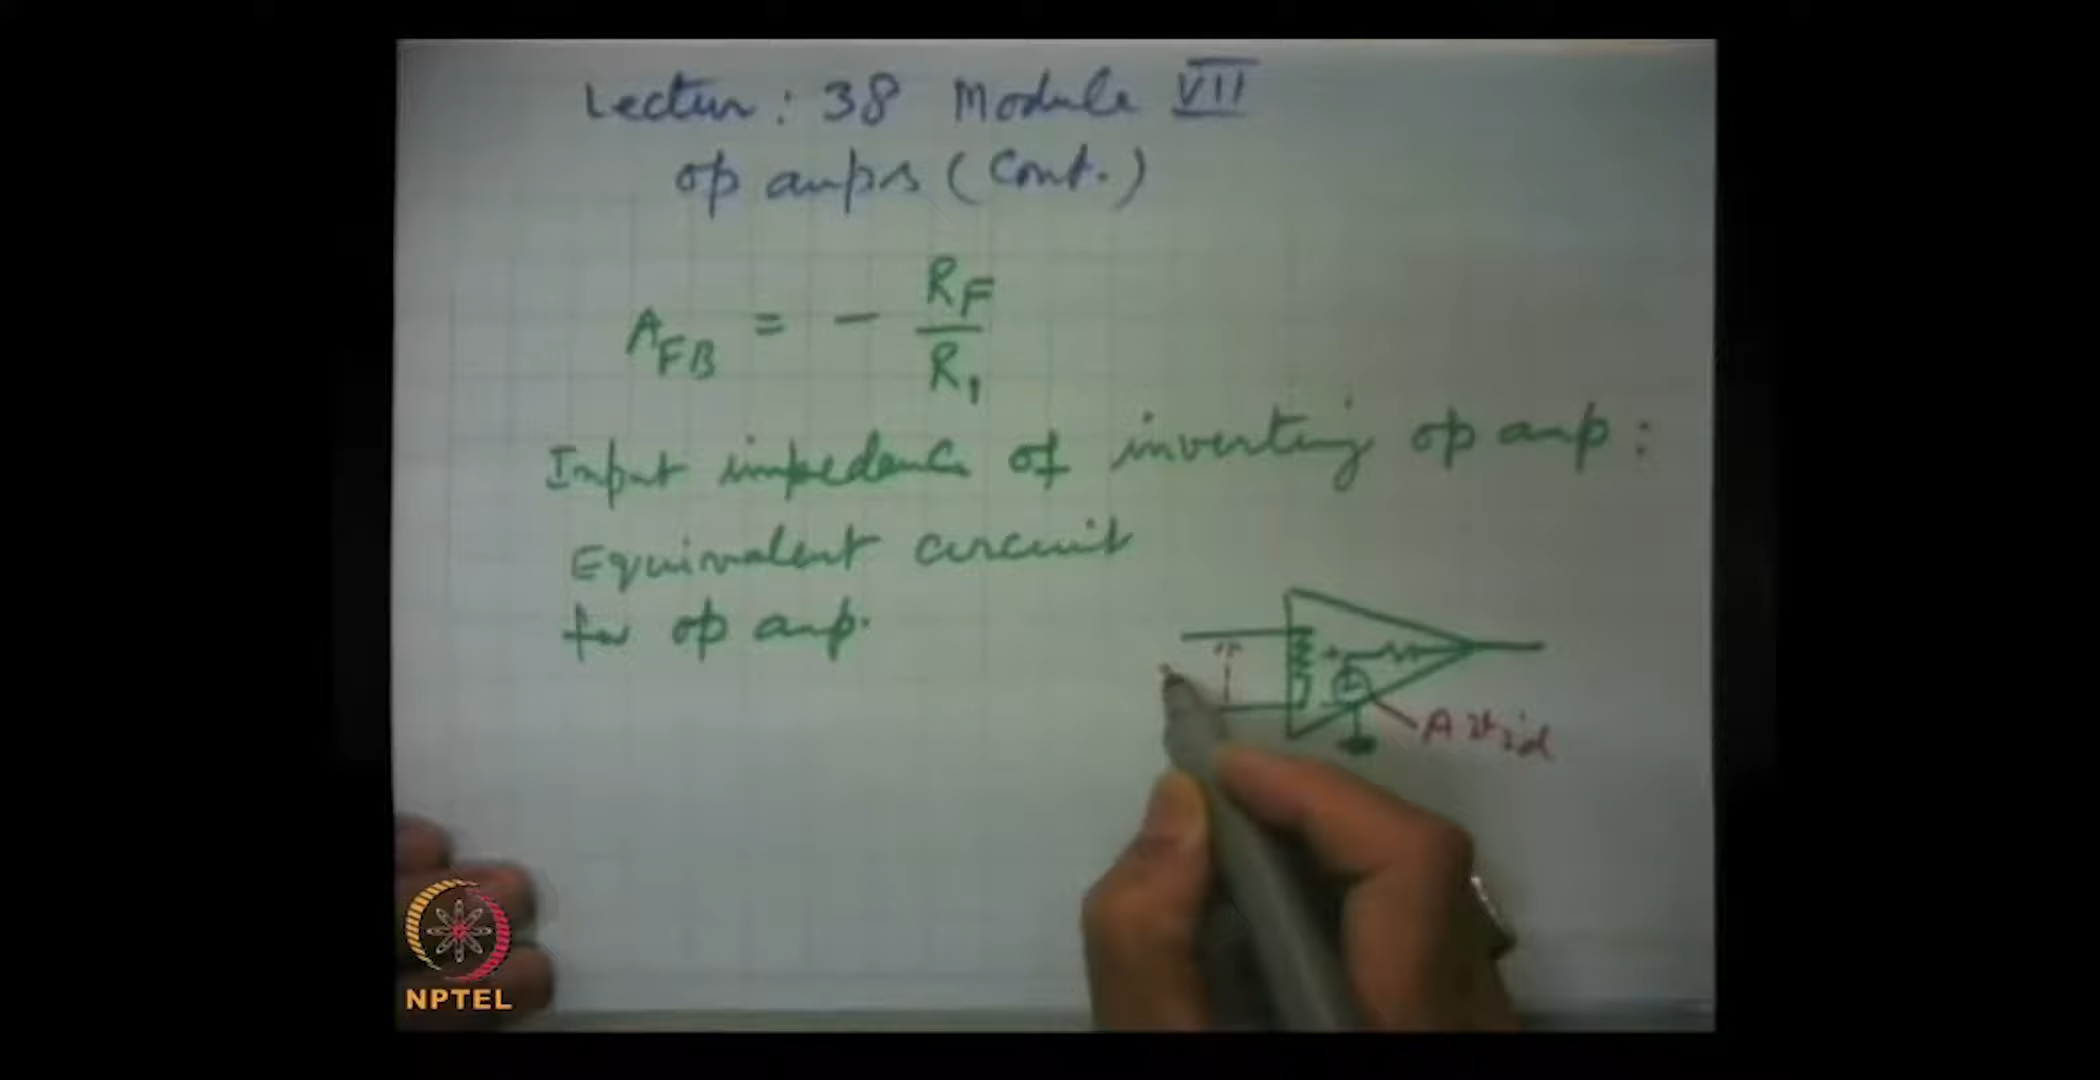 Lectur : 38 Module VII
op amps (Cont.)
A_FB = - R_F / R_1
Input impedance of inverting op amp :
Equivalent circuit
for op amp.
+
A v_id
NPTEL